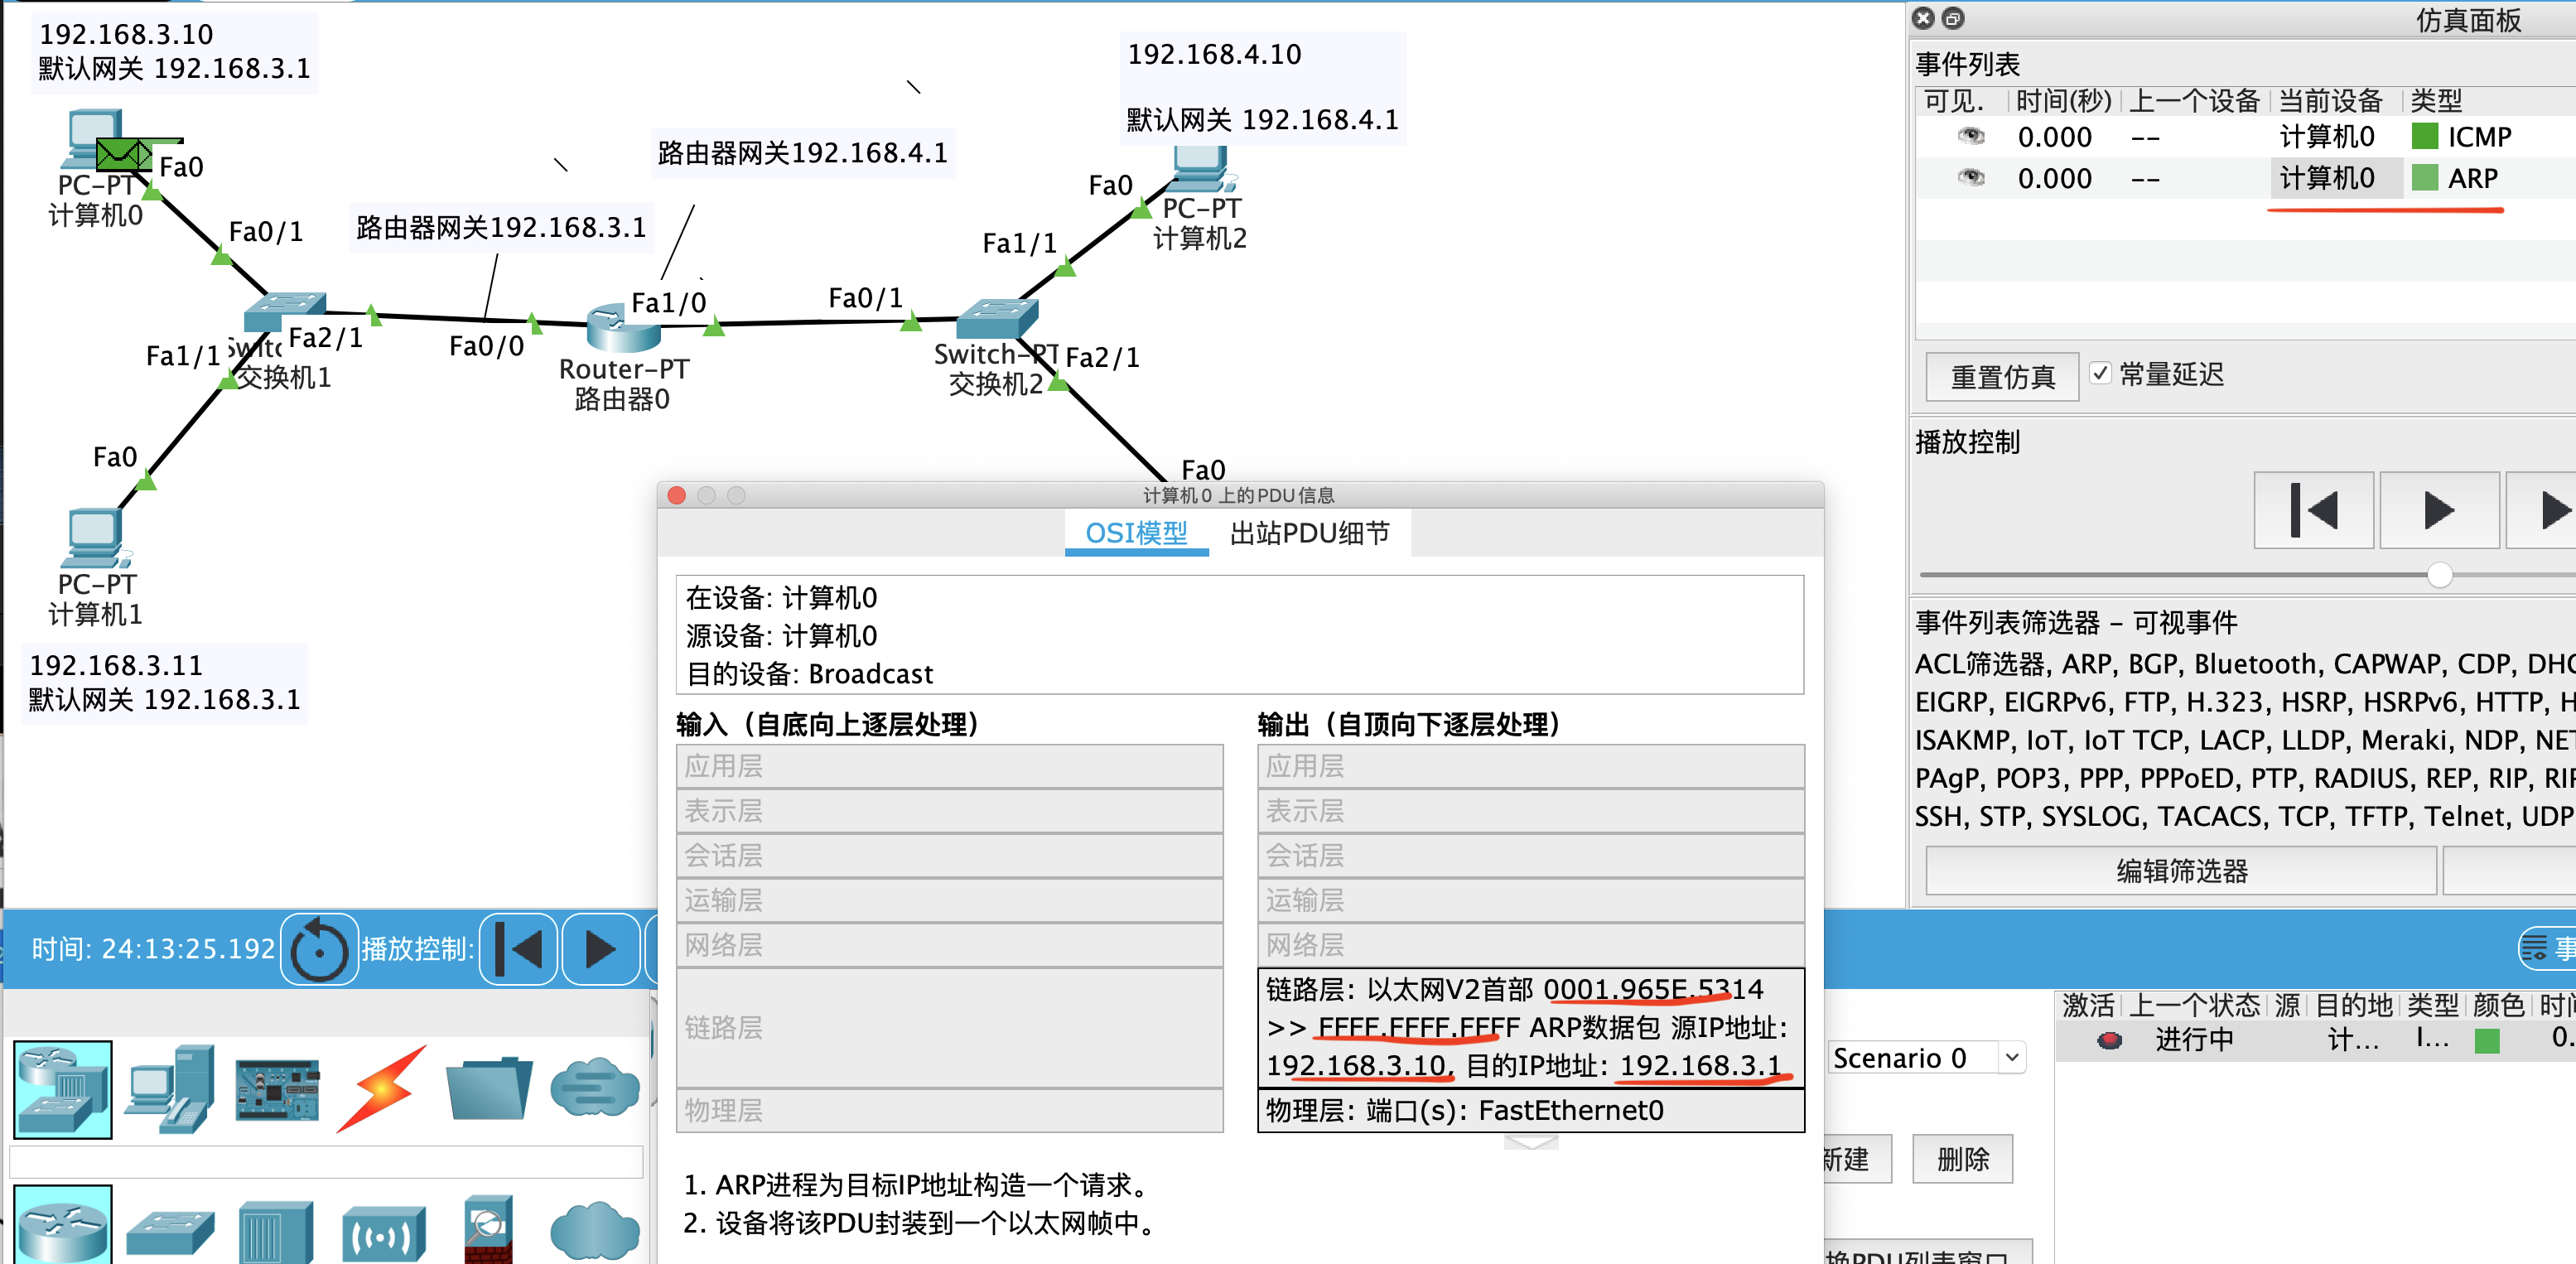 192.168.3.10
默认网关 192.168.3.1
PC-PT
计算机0
Fa0
Fa0/1
路由器网关192.168.3.1
路由器网关192.168.4.1
192.168.4.10
默认网关 192.168.4.1
Fa0
PC-PT
计算机2
Fa1/1
Fa0/1
Fa1/0
Fa0/0
Router-PT
路由器0
Fa2/1
Fa1/1
交换机1
Switch-PT
交换机2
Fa2/1
Fa0
Fa0
PC-PT
计算机1
192.168.3.11
默认网关 192.168.3.1
仿真面板
事件列表
可见. 时间(秒) 上一个设备 当前设备 类型
0.000 -- 计算机0 ICMP
0.000 -- 计算机0 ARP
重置仿真 常量延迟
播放控制
事件列表筛选器 - 可视事件
ACL筛选器, ARP, BGP, Bluetooth, CAPWAP, CDP,
EIGRP, EIGRPv6, FTP, H.323, HSRP, HSRPv6, HTTP,
ISAKMP, IoT, IoT TCP, LACP, LLDP, Meraki, NDP,
PAgP, POP3, PPP, PPPoED, PTP, RADIUS, REP, RIP,
SSH, STP, SYSLOG, TACACS, TCP, TFTP, Telnet, UDP
编辑筛选器
计算机0 上的PDU信息
OSI模型 出站PDU细节
在设备: 计算机0
源设备: 计算机0
目的设备: Broadcast
输入（自底向上逐层处理）
应用层
表示层
会话层
运输层
网络层
链路层
物理层
输出（自顶向下逐层处理）
应用层
表示层
会话层
运输层
网络层
链路层: 以太网V2首部 0001.965E.5314
>> FFFF.FFFF.FFFF ARP数据包 源IP地址:
192.168.3.10, 目的IP地址: 192.168.3.1
物理层: 端口(s): FastEthernet0
1. ARP进程为目标IP地址构造一个请求。
2. 设备将该PDU封装到一个以太网帧中。
时间: 24:13:25.192 播放控制:
Scenario 0
新建 删除
换PDU列表窗口
激活 上一个状态 源 目的地 类型 颜色
进行中 计... I... 0.